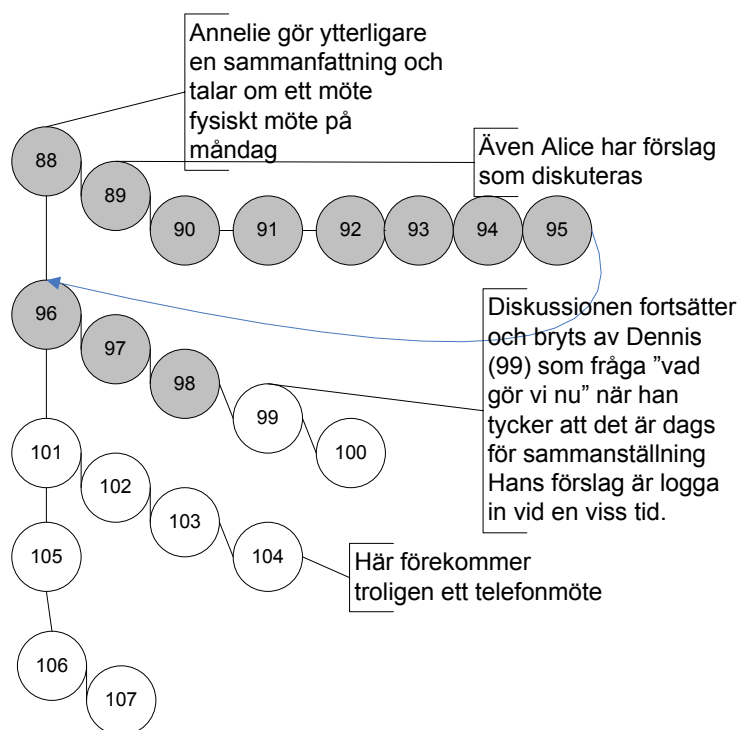 Annelie gör ytterligare
en sammanfattning och
talar om ett möte
fysiskt möte på
måndag
88
Även Alice har förslag
som diskuteras
89
90
91
92
93
94
95
96
Diskussionen fortsätter
och bryts av Dennis
(99) som fråga ”vad
gör vi nu” när han
tycker att det är dags
för sammanställning
Hans förslag är logga
in vid en viss tid.
97
98
99
100
101
102
103
104
Här förekommer
troligen ett telefonmöte
105
106
107